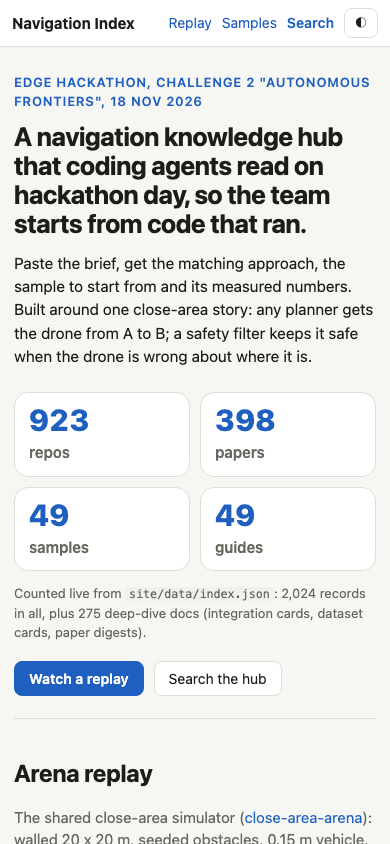 Navigation Index
Replay Samples Search
EDGE HACKATHON, CHALLENGE 2 "AUTONOMOUS
FRONTIERS", 18 NOV 2026
A navigation knowledge hub
that coding agents read on
hackathon day, so the team
starts from code that ran.
Paste the brief, get the matching approach, the
sample to start from and its measured numbers.
Built around one close-area story: any planner gets
the drone from A to B; a safety filter keeps it safe
when the drone is wrong about where it is.
923
repos
398
papers
49
samples
49
guides
Counted live from site/data/index.json : 2,024 records
in all, plus 275 deep-dive docs (integration cards, dataset
cards, paper digests).
Watch a replay
Search the hub
Arena replay
The shared close-area simulator (close-area-arena):
walled 20 x 20 m, seeded obstacles, 0.15 m vehicle,